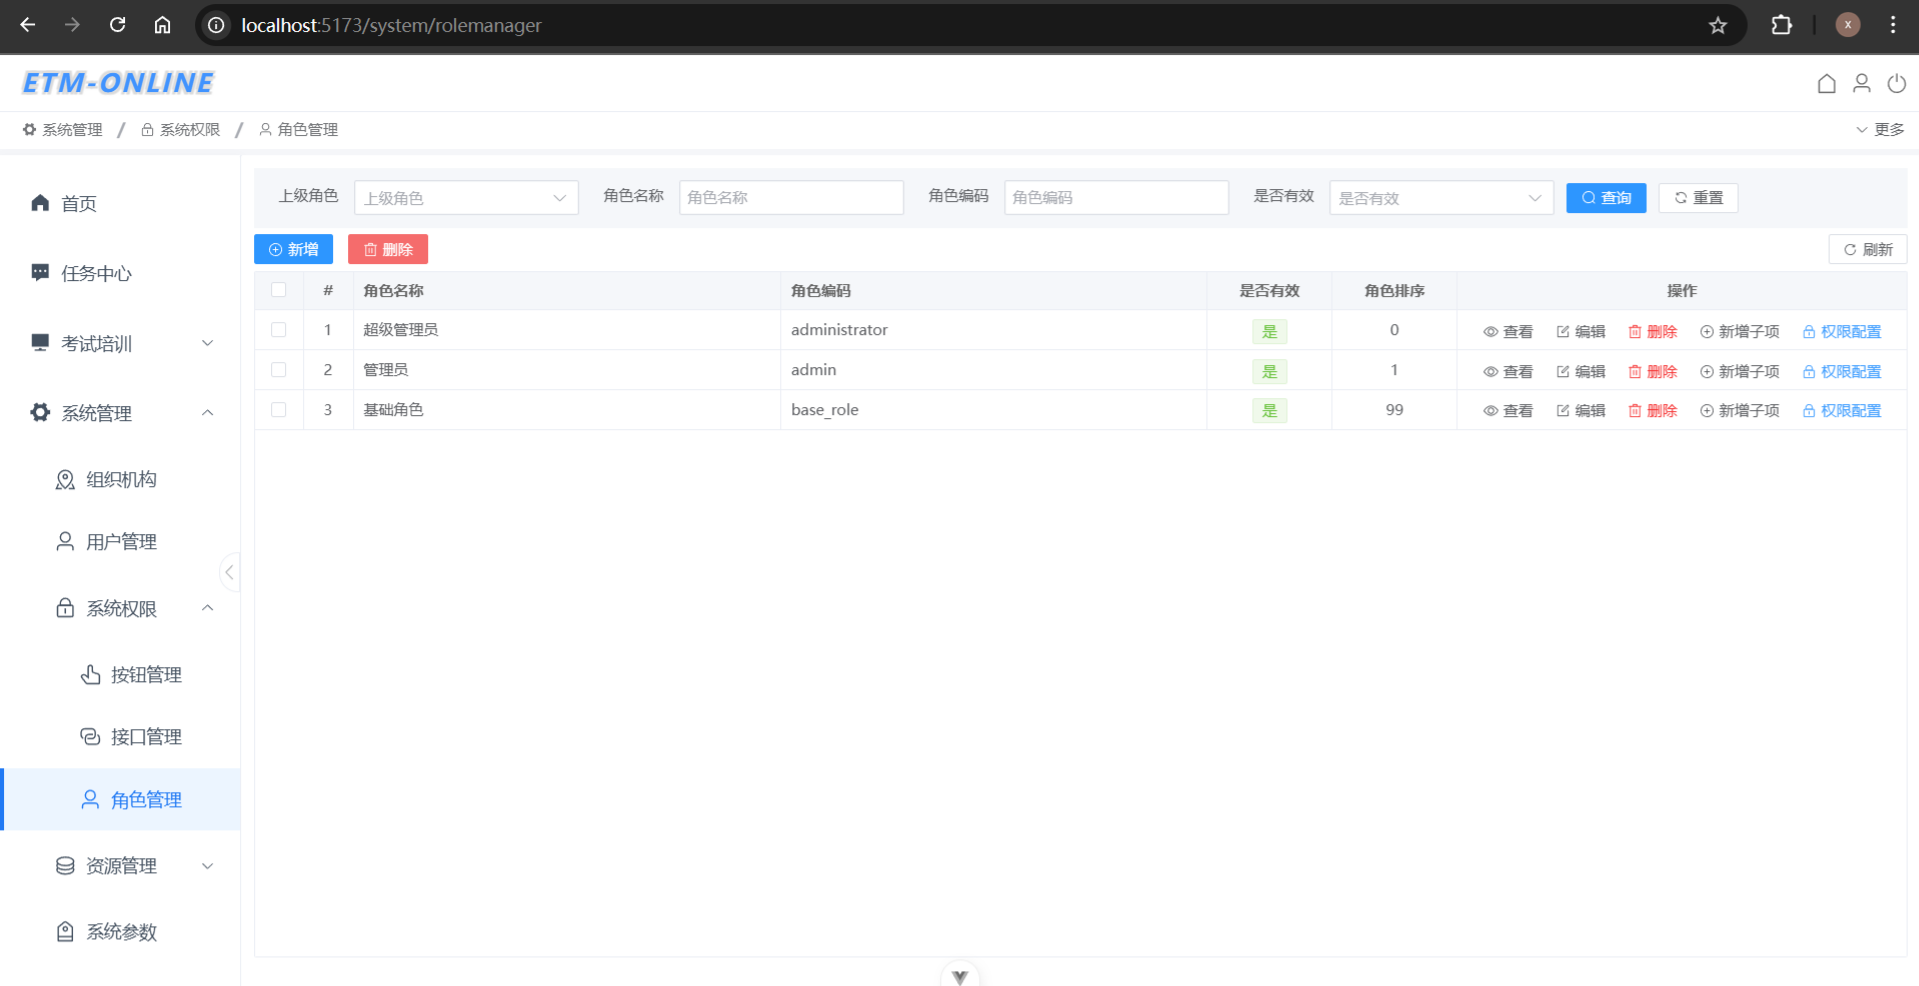 localhost:5173/system/rolemanager
x
ETM-ONLINE
系统管理 / 系统权限 / 角色管理
更多
首页
任务中心
考试培训
系统管理
组织机构
用户管理
系统权限
按钮管理
接口管理
角色管理
资源管理
系统参数
上级角色 上级角色 角色名称 角色名称 角色编码 角色编码 是否有效 是否有效 查询 重置
新增 删除 刷新
# 角色名称 角色编码 是否有效 角色排序 操作
1 超级管理员 administrator 是 0 查看 编辑 删除 新增子项 权限配置
2 管理员 admin 是 1 查看 编辑 删除 新增子项 权限配置
3 基础角色 base_role 是 99 查看 编辑 删除 新增子项 权限配置